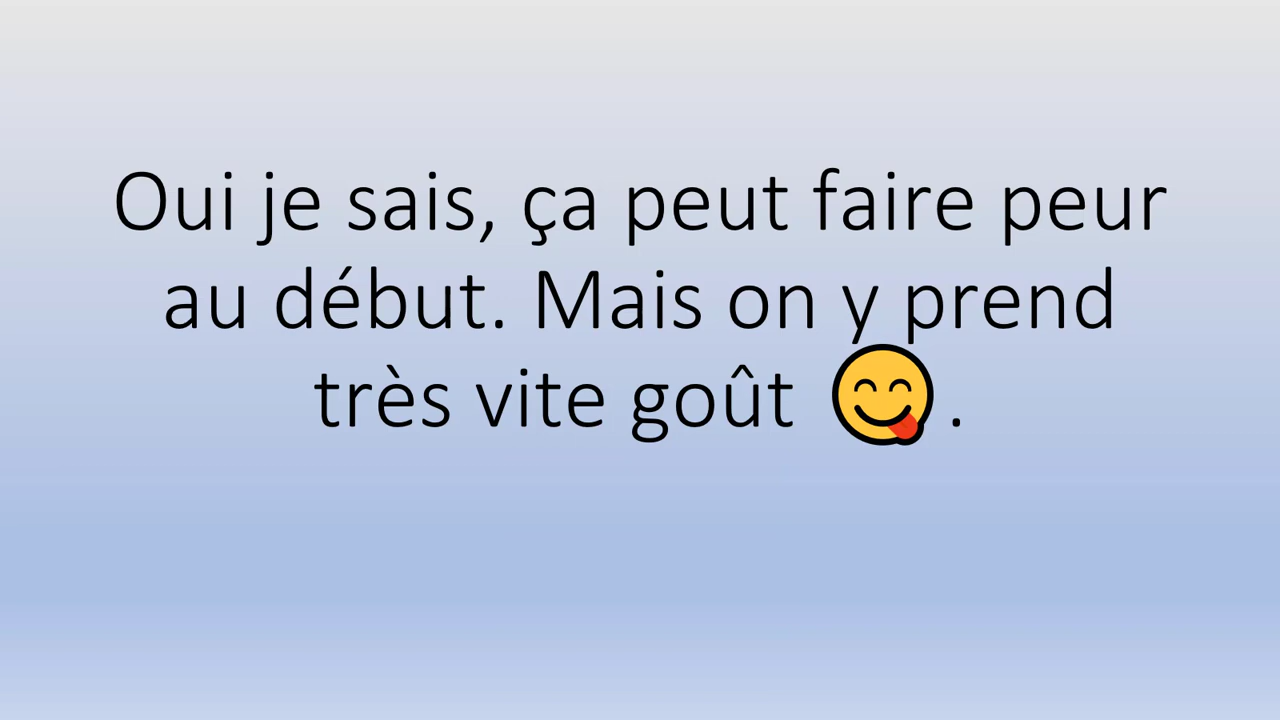 Oui je sais, ça peut faire peur
au début. Mais on y prend
très vite goût 😋.